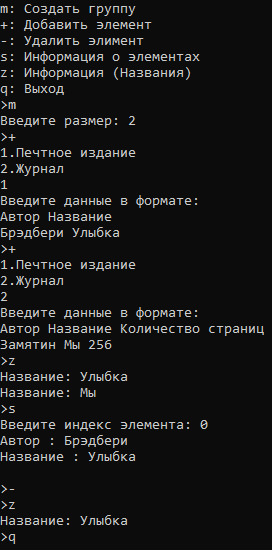 m: Создать группу
+: Добавить элемент
-: Удалить элимент
s: Информация о элементах
z: Информация (Названия)
q: Выход
>m
Введите размер: 2
>+
1.Печтное издание
2.Журнал
1
Введите данные в формате:
Автор Название
Брэдбери Улыбка
>+
1.Печтное издание
2.Журнал
2
Введите данные в формате:
Автор Название Количество страниц
Замятин Мы 256
>z
Название: Улыбка
Название: Мы
>s
Введите индекс элемента: 0
Автор : Брэдбери
Название : Улыбка
>-
>z
Название: Улыбка
>q